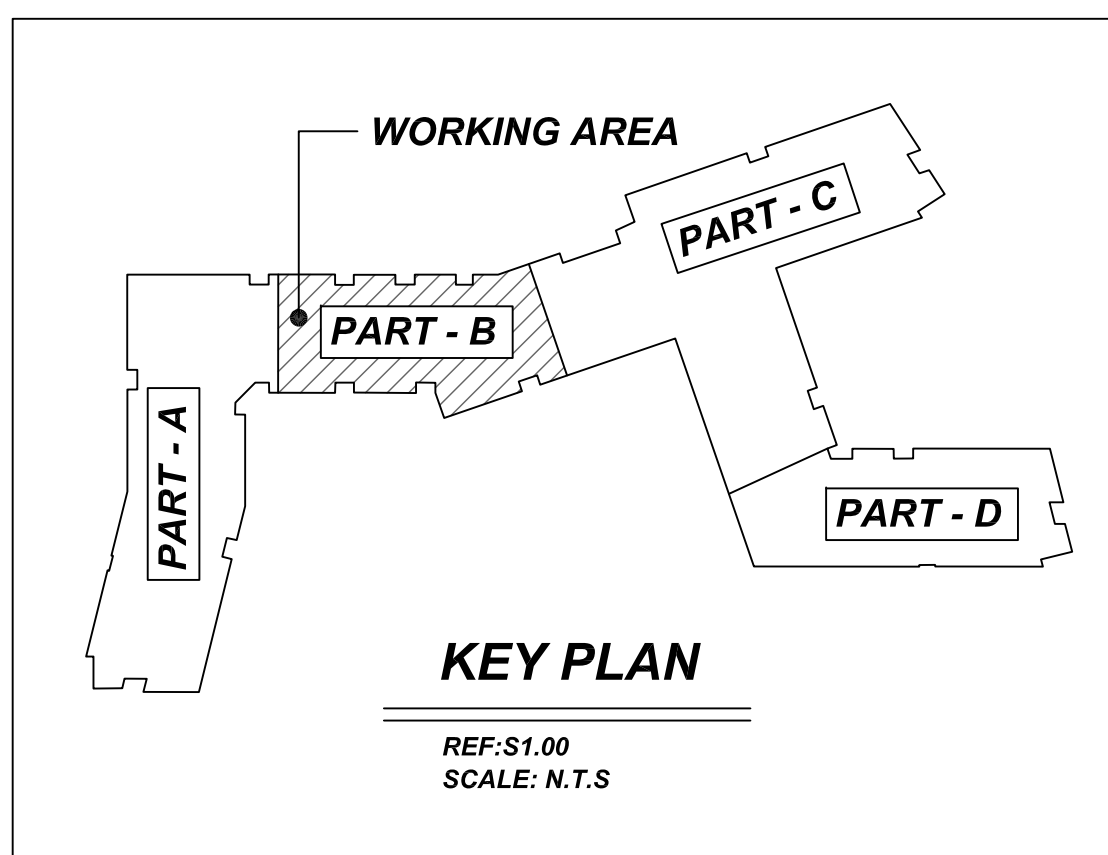 WORKING AREA
PART - C
PART - B
PART - A
PART - D
KEY PLAN
REF:S1.00
SCALE: N.T.S